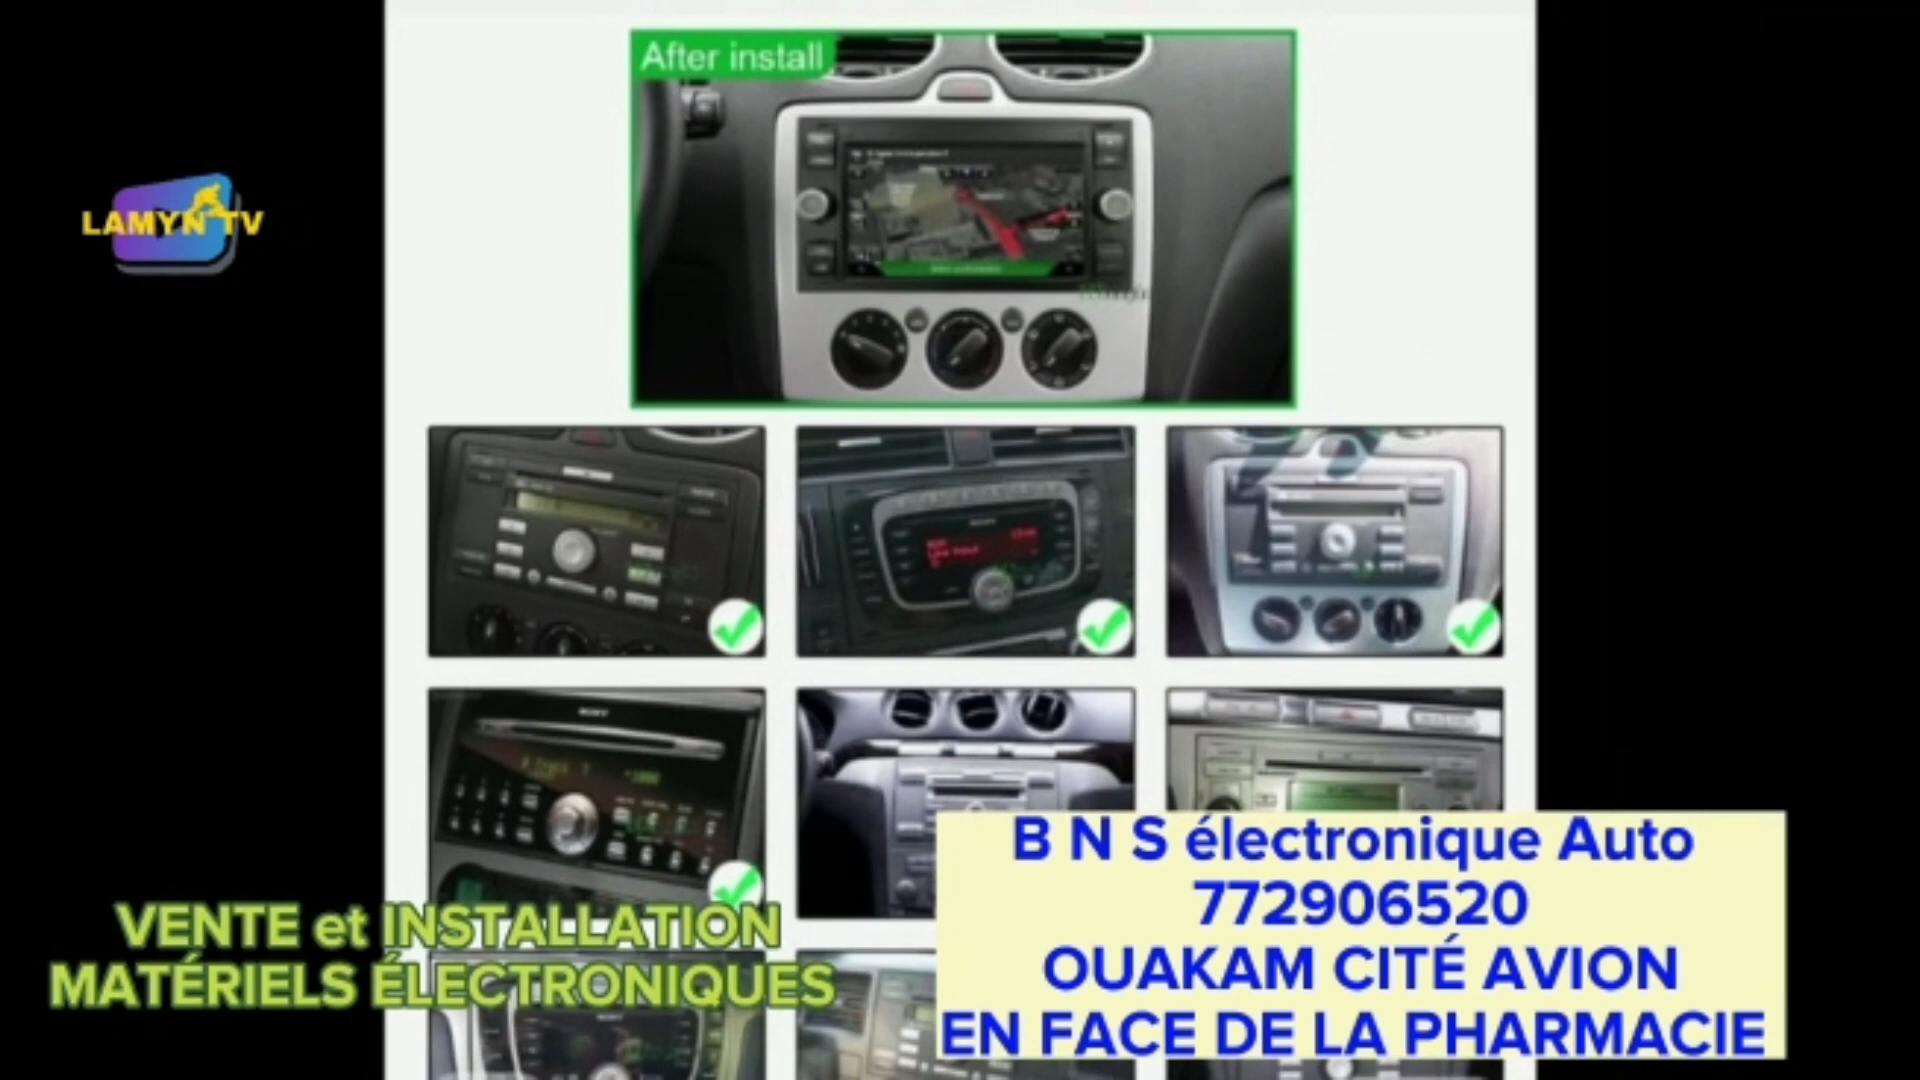 After install
LAMYN TV
SONY
VENTE et INSTALLATION
MATÉRIELS ÉLECTRONIQUES
B N S électronique Auto
772906520
OUAKAM CITÉ AVION
EN FACE DE LA PHARMACIE